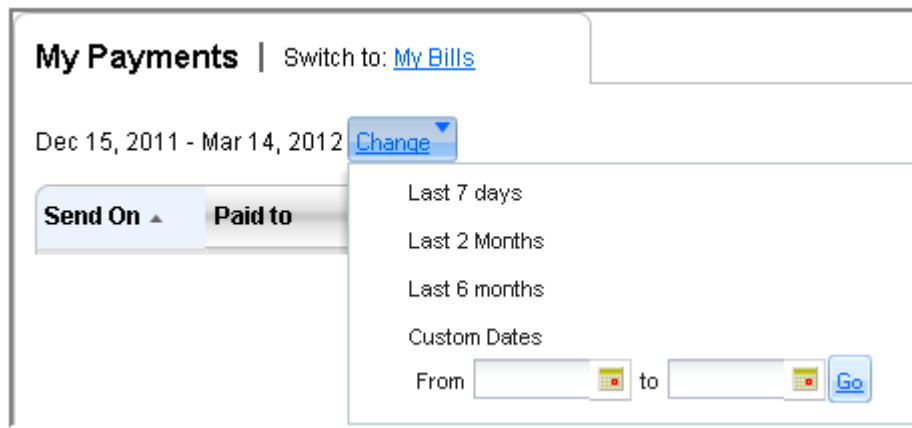 My Payments | Switch to: My Bills
Dec 15, 2011 - Mar 14, 2012 Change
Send On Paid to
Last 7 days
Last 2 Months
Last 6 months
Custom Dates
From to Go